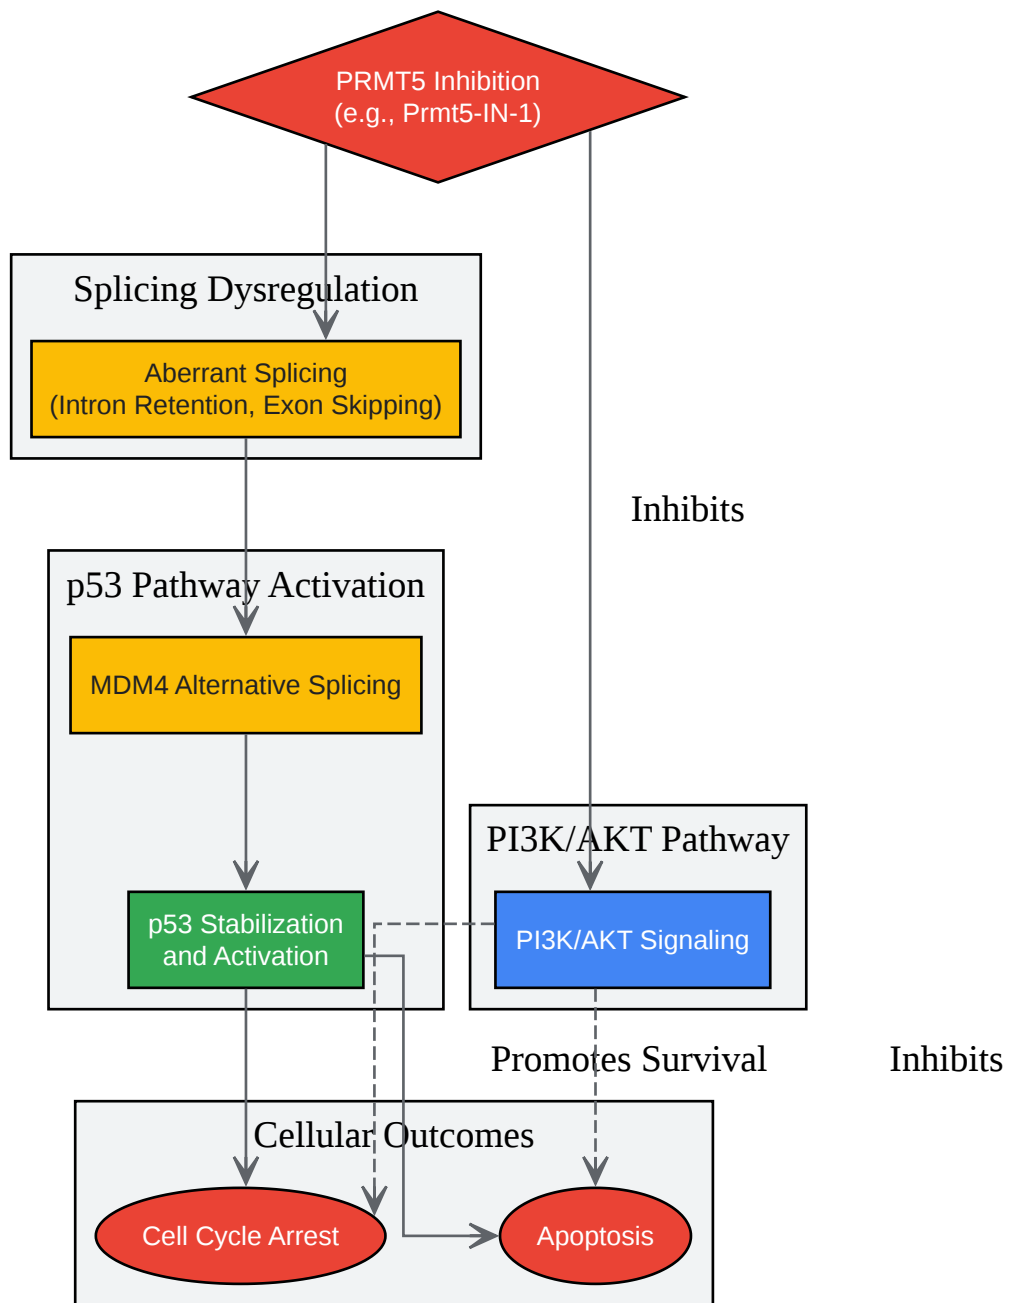 PRMT5 Inhibition
(e.g., Prmt5-IN-1)
Splicing Dysregulation
Aberrant Splicing
(Intron Retention, Exon Skipping)
Inhibits
p53 Pathway Activation
MDM4 Alternative Splicing
PI3K/AKT Pathway
p53 Stabilization
and Activation
PI3K/AKT Signaling
Promotes Survival
Inhibits
Cellular Outcomes
Cell Cycle Arrest
Apoptosis